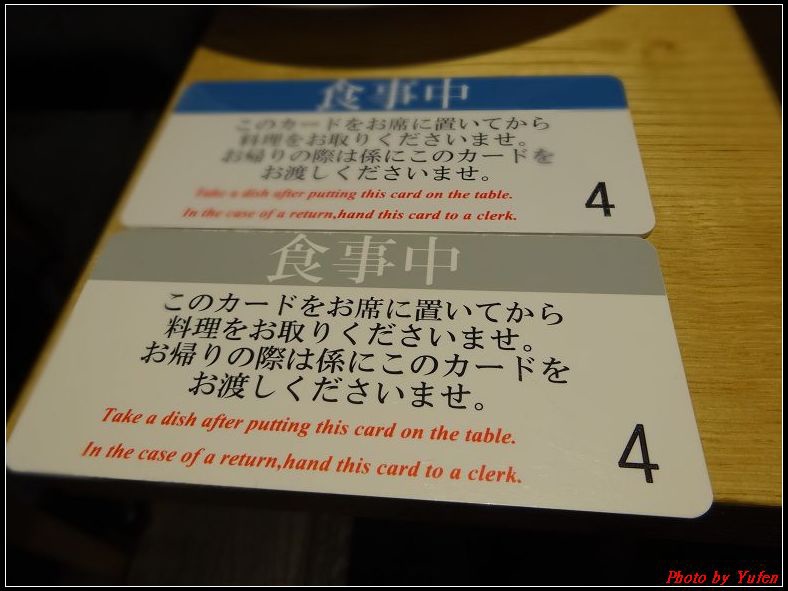 食事中
このカードをお席に置いてから
料理をお取りくださいませ。
お帰りの際は係にこのカードを
お渡しくださいませ。
Take a dish after putting this card on the table.
In the case of a return,hand this card to a clerk.
4
食事中
このカードをお席に置いてから
料理をお取りくださいませ。
お帰りの際は係にこのカードを
お渡しくださいませ。
Take a dish after putting this card on the table.
In the case of a return,hand this card to a clerk.
4
Photo by Yufen